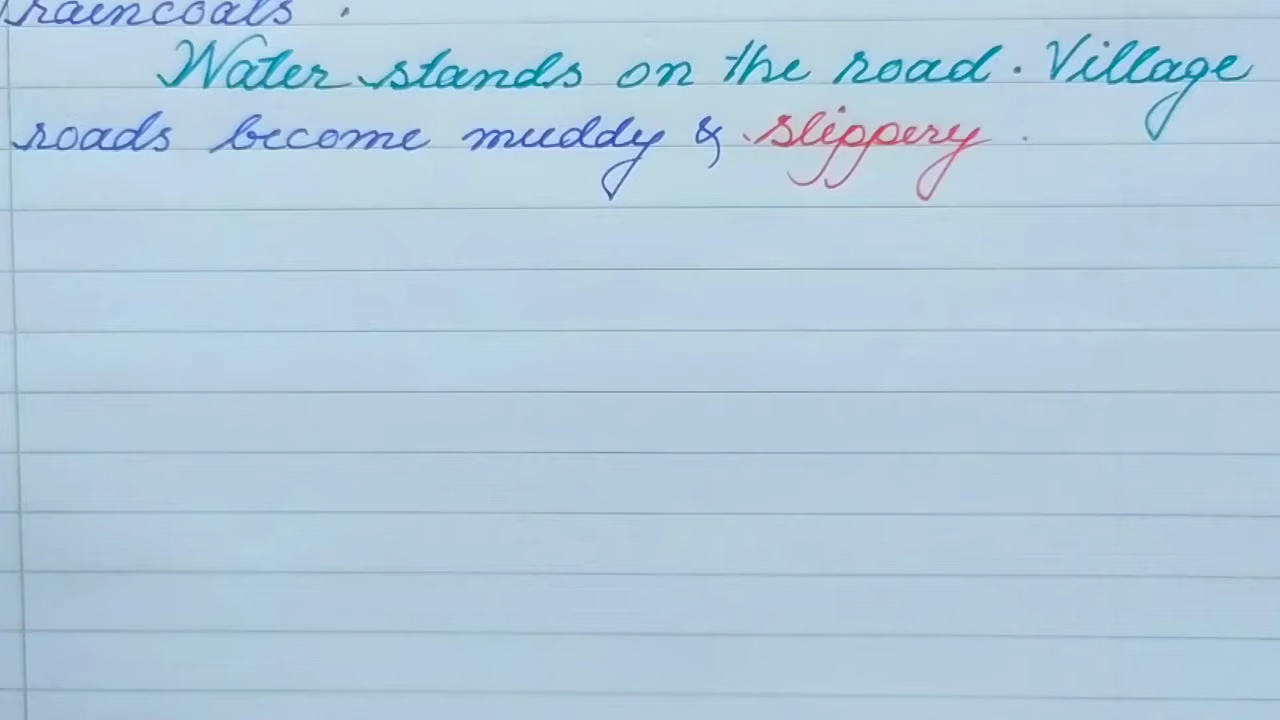 raincoats .
Water stands on the road. Village
roads become muddy & slippery.